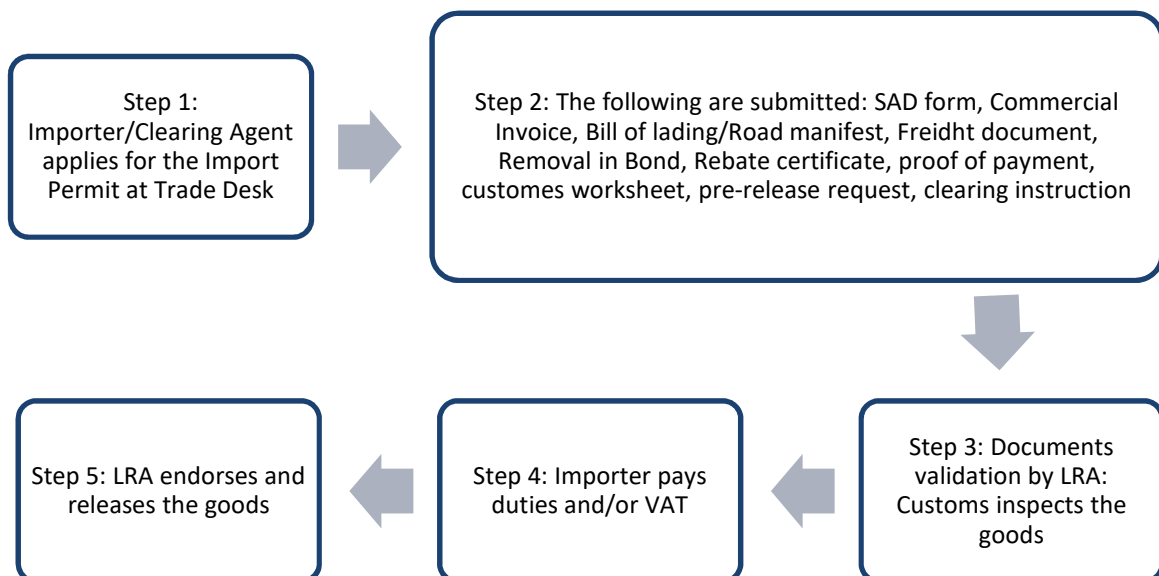 Step 1:
Importer/Clearing Agent
applies for the Import
Permit at Trade Desk
Step 2: The following are submitted: SAD form, Commercial
Invoice, Bill of lading/Road manifest, Freidht document,
Removal in Bond, Rebate certificate, proof of payment,
customes worksheet, pre-release request, clearing instruction
Step 3: Documents
validation by LRA:
Customs inspects the
goods
Step 4: Importer pays
duties and/or VAT
Step 5: LRA endorses and
releases the goods